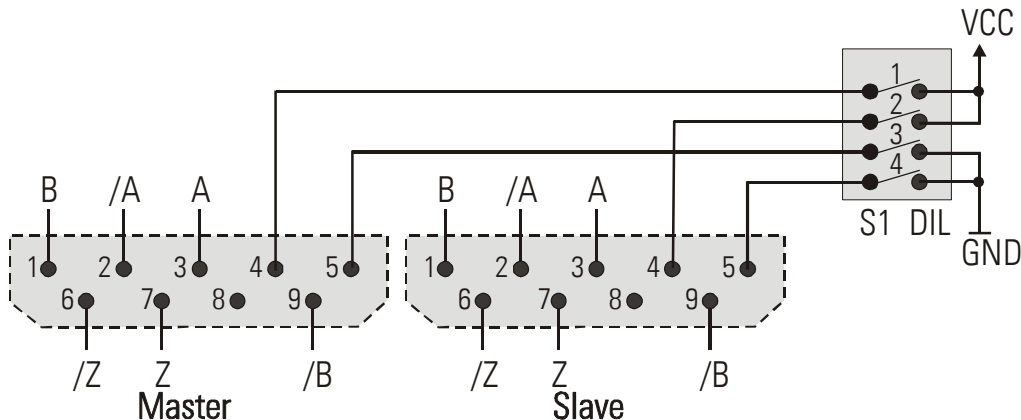 VCC
1
2
3
4
S1 DIL
GND
B /A A B /A A
1 2 3 4 5 1 2 3 4 5
6 7 8 9 6 7 8 9
/Z Z /B /Z Z /B
Master Slave